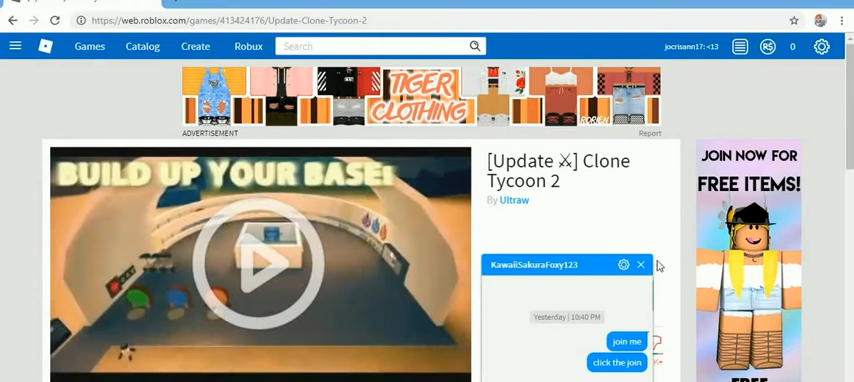 https://web.roblox.com/games/413424176/Update-Clone-Tycoon-2
Games
Catalog
Create
Robux
Search
jocrisann17: <13
R$
0
TIGER
CLOTHING
ADVERTISEMENT
Report
BUILD UP YOUR BASE!
[Update ⚔] Clone
Tycoon 2
By Ultraw
KawaiiSakuraFoxy123
Yesterday | 10:40 PM
join me
click the join
JOIN NOW FOR
FREE ITEMS!
FREE